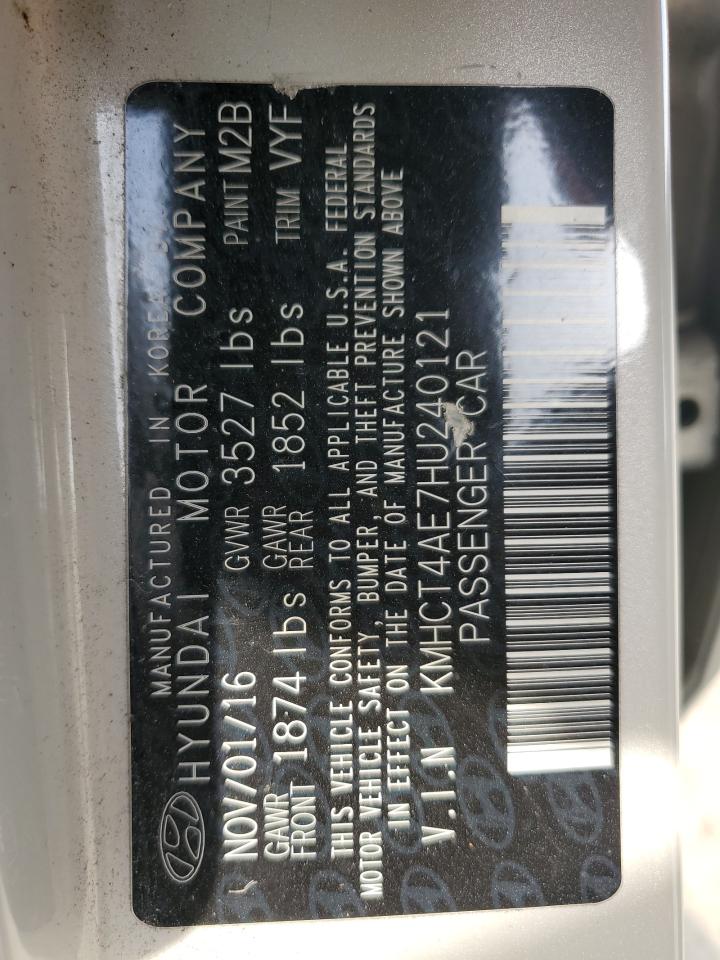 MANUFACTURED IN KOREA
HYUNDAI MOTOR COMPANY
NOV/01/16 GVWR 3527 lbs PAINT M2B
GAWR FRONT 1874 lbs GAWR REAR 1852 lbs TRIM VYF
THIS VEHICLE CONFORMS TO ALL APPLICABLE U.S.A. FEDERAL
MOTOR VEHICLE SAFETY, BUMPER, AND THEFT PREVENTION STANDARDS
IN EFFECT ON THE DATE OF MANUFACTURE SHOWN ABOVE
V.I.N KMHCT4AE7HU240121
PASSENGER CAR